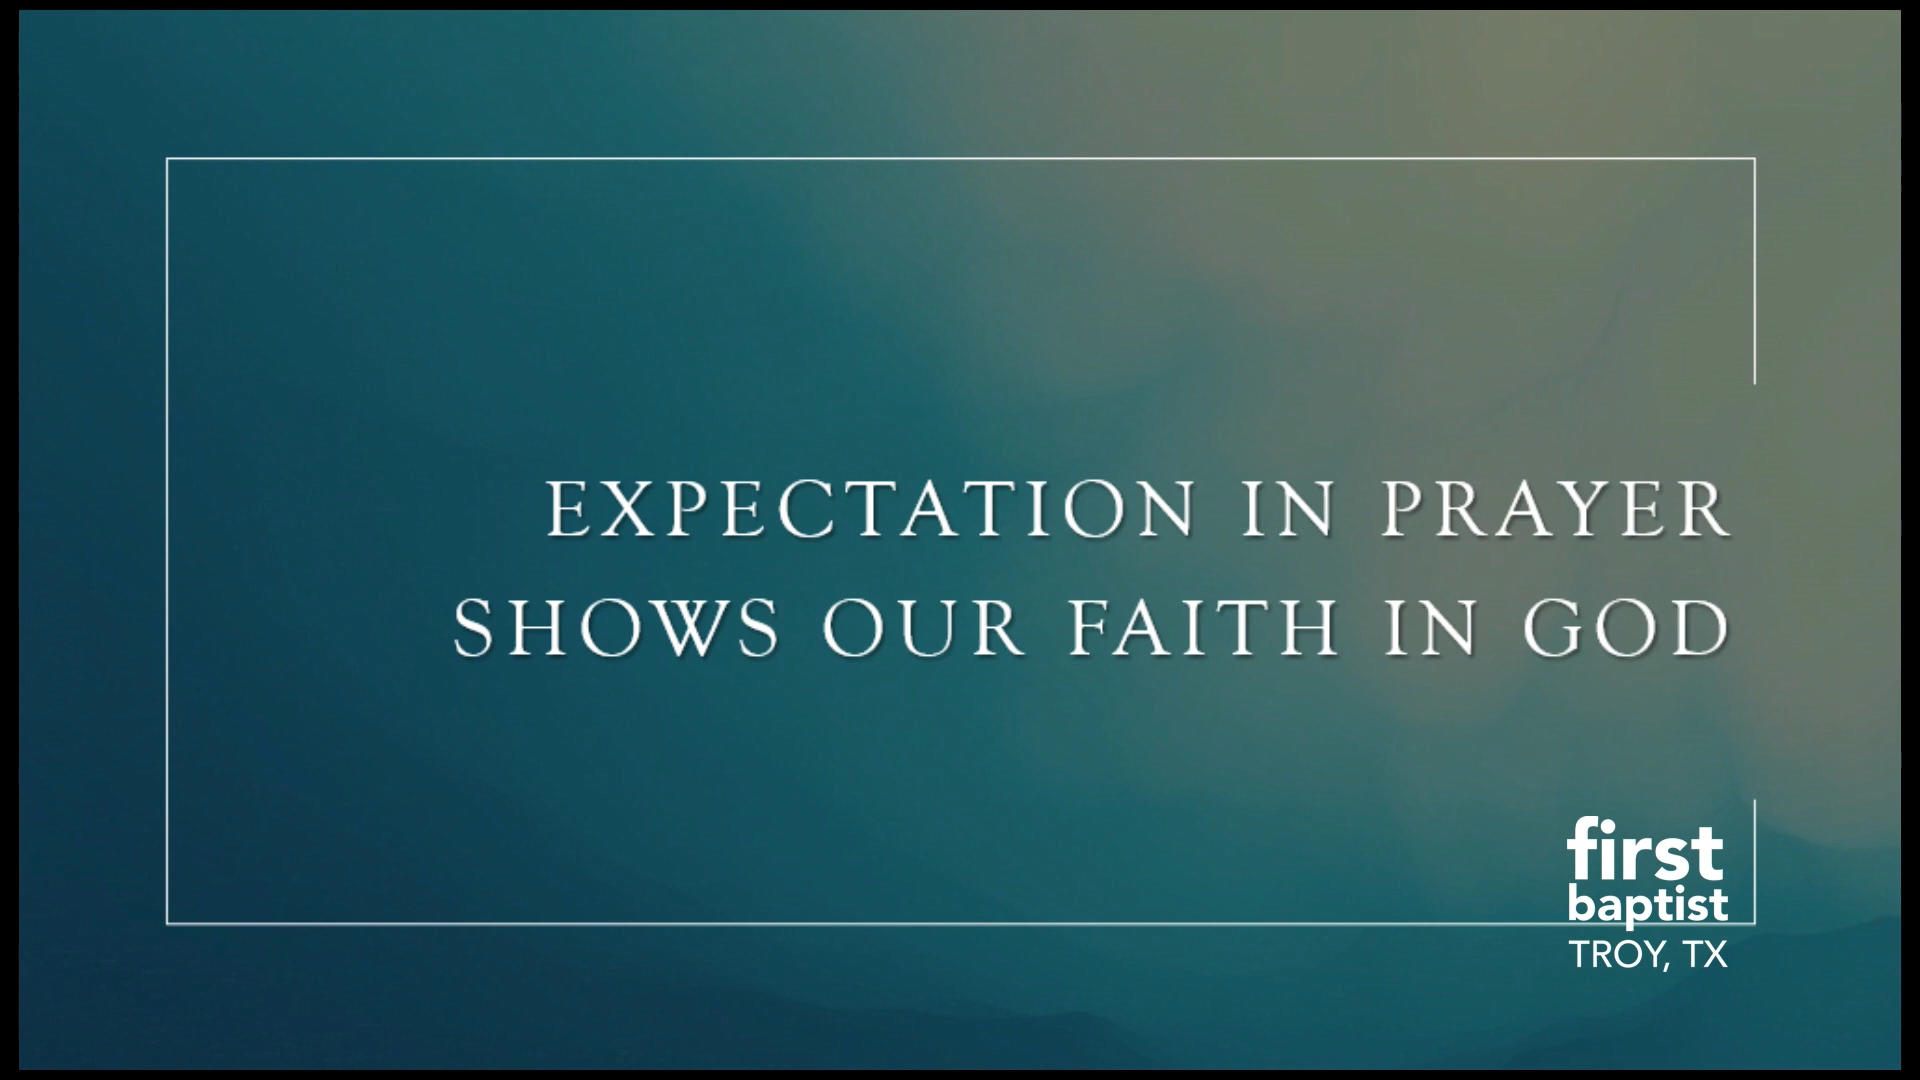 EXPECTATION IN PRAYER
SHOWS OUR FAITH IN GOD
first
baptist
TROY, TX